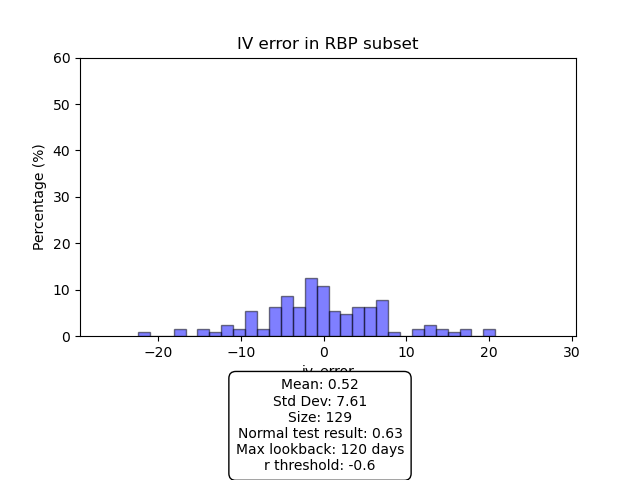 IV error in RBP subset
60
50
40
30
20
10
0
Percentage (%)
−20 −10 0 10 20 30
iv_error
Mean: 0.52
Std Dev: 7.61
Size: 129
Normal test result: 0.63
Max lookback: 120 days
r threshold: -0.6